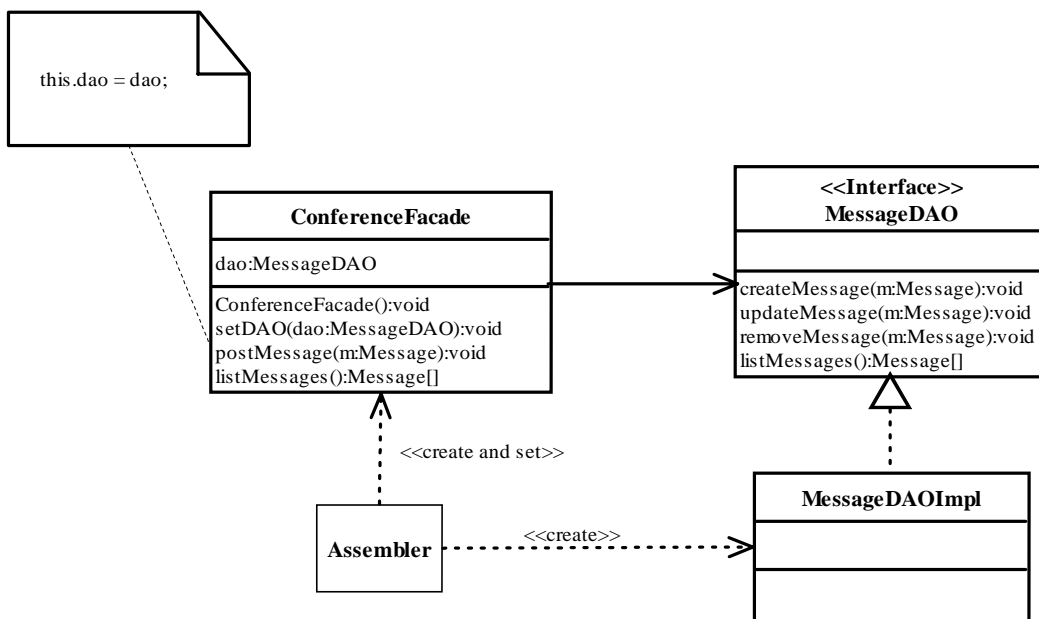 this.dao = dao;
ConferenceFacade
dao:MessageDAO
ConferenceFacade():void
setDAO(dao:MessageDAO):void
postMessage(m:Message):void
listMessages():Message[]
<<Interface>>
MessageDAO
createMessage(m:Message):void
updateMessage(m:Message):void
removeMessage(m:Message):void
listMessages():Message[]
<<create and set>>
Assembler
<<create>>
MessageDAOImpl